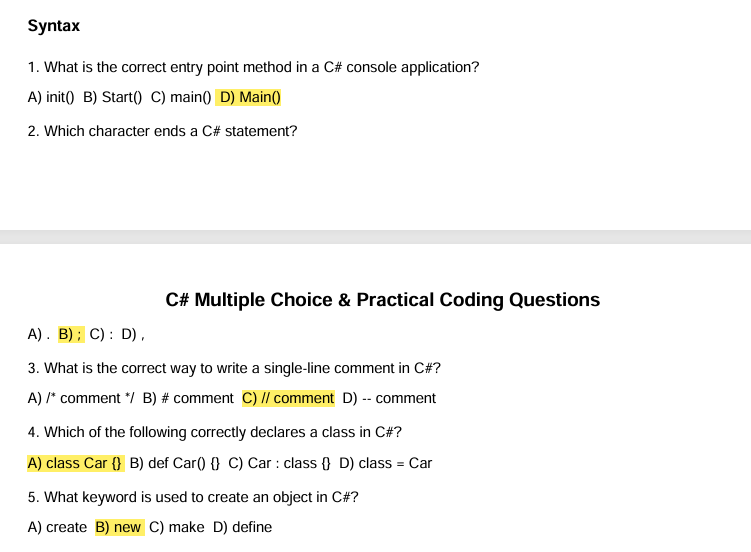 Syntax
1. What is the correct entry point method in a C# console application?
A) init()  B) Start()  C) main()  D) Main()
2. Which character ends a C# statement?
C# Multiple Choice & Practical Coding Questions
A) .  B) ;  C) :  D) ,
3. What is the correct way to write a single-line comment in C#?
A) /* comment */  B) # comment  C) // comment  D) -- comment
4. Which of the following correctly declares a class in C#?
A) class Car {}  B) def Car() {}  C) Car : class {}  D) class = Car
5. What keyword is used to create an object in C#?
A) create  B) new  C) make  D) define